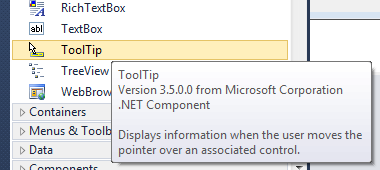 RichTextBox
abl TextBox
ToolTip
TreeView
WebBrow
Containers
Menus & Toolb
Data
Components
ToolTip
Version 3.5.0.0 from Microsoft Corporation
.NET Component
Displays information when the user moves the
pointer over an associated control.